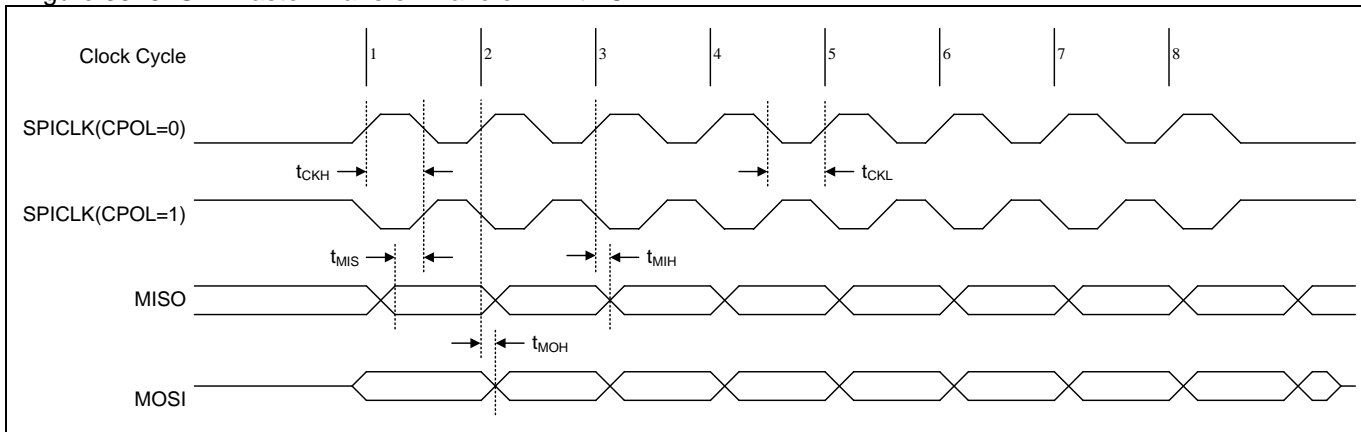 Clock Cycle 1 2 3 4 5 6 7 8
SPICLK(CPOL=0)
tCKH tCKL
SPICLK(CPOL=1)
tMIS tMIH
MISO
tMOH
MOSI